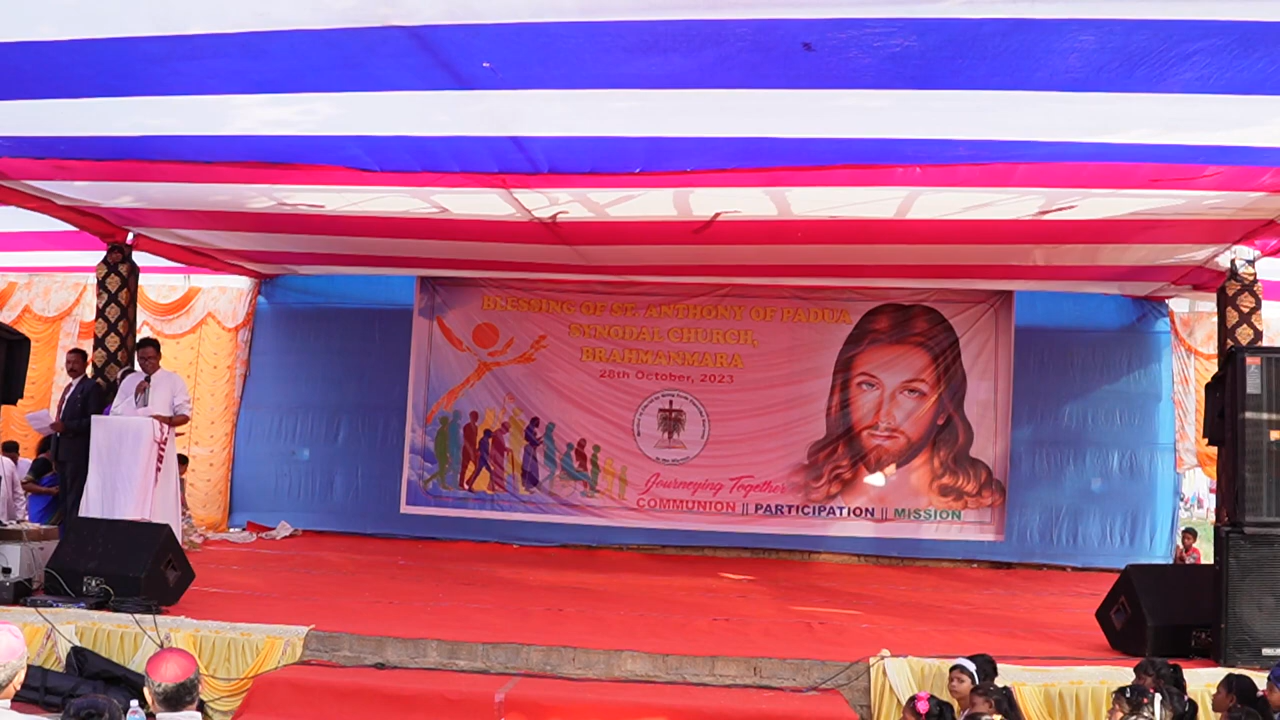 BLESSING OF ST. ANTHONY OF PADUA
SYNODAL CHURCH,
BRAHMANMARA
28th October, 2023
Journeying Together
COMMUNION || PARTICIPATION || MISSION